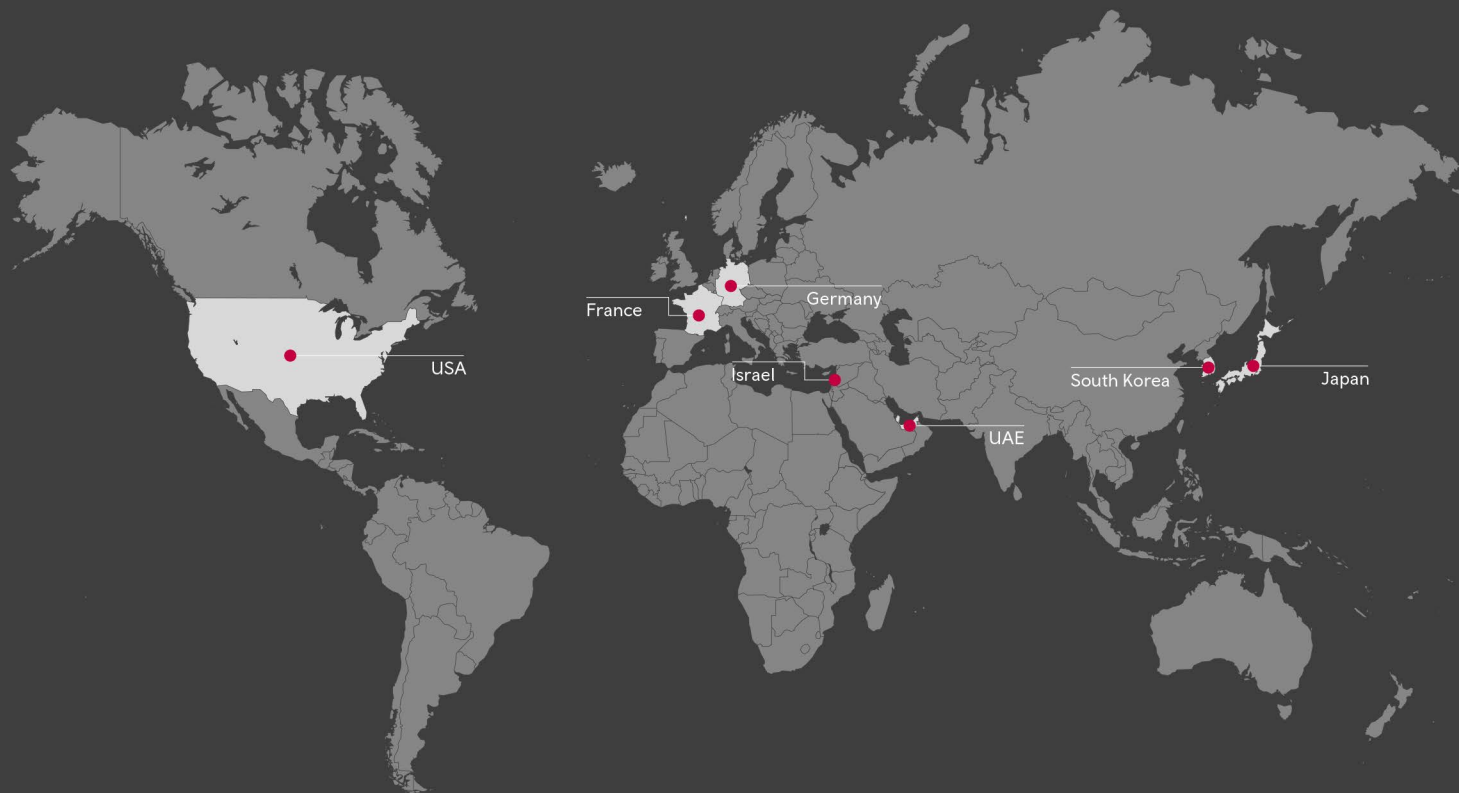 Germany
France
USA
Israel
South Korea
Japan
UAE